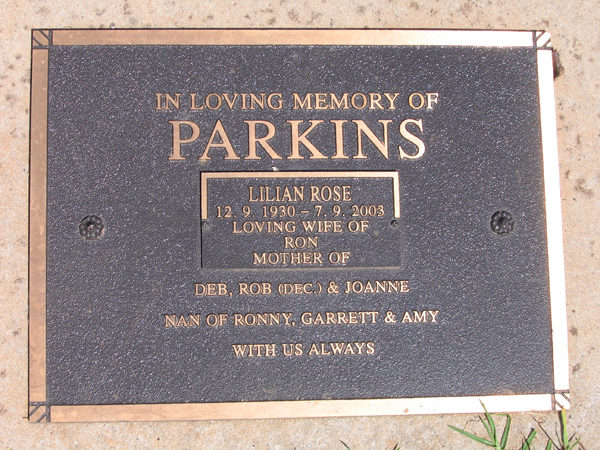 IN LOVING MEMORY OF
PARKINS
LILIAN ROSE
12. 9. 1930 – 7. 9. 2003
LOVING WIFE OF
RON
MOTHER OF
DEB, ROB (DEC.) & JOANNE
NAN OF RONNY, GARRETT & AMY
WITH US ALWAYS